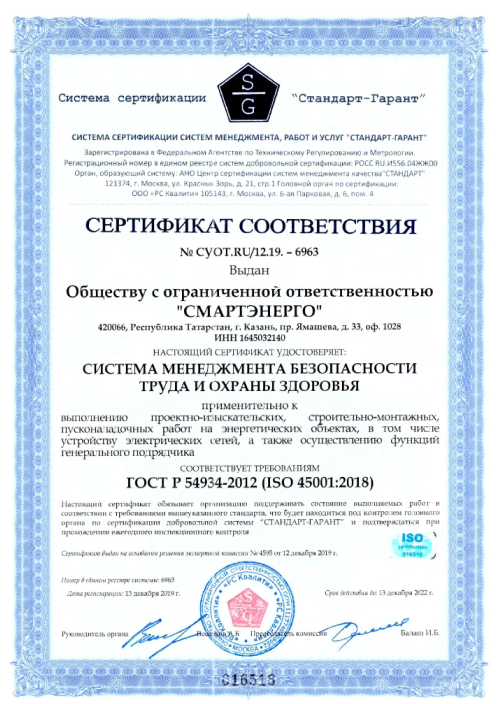 Система сертификации
S
G
"Стандарт-Гарант"
СИСТЕМА СЕРТИФИКАЦИИ СИСТЕМ МЕНЕДЖМЕНТА, РАБОТ И УСЛУГ "СТАНДАРТ-ГАРАНТ"
Зарегистрирована в Федеральном Агентстве по Техническому Регулированию и Метрологии.
Регистрационный номер в едином реестре систем добровольной сертификации: РОСС RU.И556.04ЖЖО0
Орган, образующий систему: АНО Центр сертификации систем менеджмента качества"СТАНДАРТ"
121374, г. Москва, ул. Красных Зорь, д. 21, стр.1 Головной орган по сертификации:
ООО «РС Квалити» 105143, г. Москва, ул. 6-ая Парковая, д. 6, пом. 4
СЕРТИФИКАТ СООТВЕТСТВИЯ
№ СУОТ.RU/12.19. – 6963
Выдан
Обществу с ограниченной ответственностью
"СМАРТЭНЕРГО"
420066, Республика Татарстан, г. Казань, пр. Ямашева, д. 33, оф. 1028
ИНН 1645032140
НАСТОЯЩИЙ СЕРТИФИКАТ УДОСТОВЕРЯЕТ:
СИСТЕМА МЕНЕДЖМЕНТА БЕЗОПАСНОСТИ
ТРУДА И ОХРАНЫ ЗДОРОВЬЯ
применительно к
выполнению проектно-изыскательских, строительно-монтажных,
пусконаладочных работ на энергетических объектах, в том числе
устройству электрических сетей, а также осуществлению функций
генерального подрядчика
СООТВЕТСТВУЕТ ТРЕБОВАНИЯМ
ГОСТ Р 54934-2012 (ISO 45001:2018)
Настоящий сертификат обязывает организацию поддерживать состояние выполняемых работ в
соответствии с требованиями вышеуказанного стандарта, что будет находиться под контролем головного
органа по сертификации добровольной системы "СТАНДАРТ-ГАРАНТ" и подтверждаться при
прохождении ежегодного инспекционного контроля
ISO
016518
Сертификат выдан на основании решения экспертной комиссии № 4595 от 12 декабря 2019 г.
Номер в едином реестре системы: 6963
Дата регистрации: 13 декабря 2019 г.
Срок действия до: 13 декабря 2022 г.
«РС Квалити»
МОСКВА
Руководитель органа
А.Б.
Председатель комиссии
Балаш И.Б.
016518